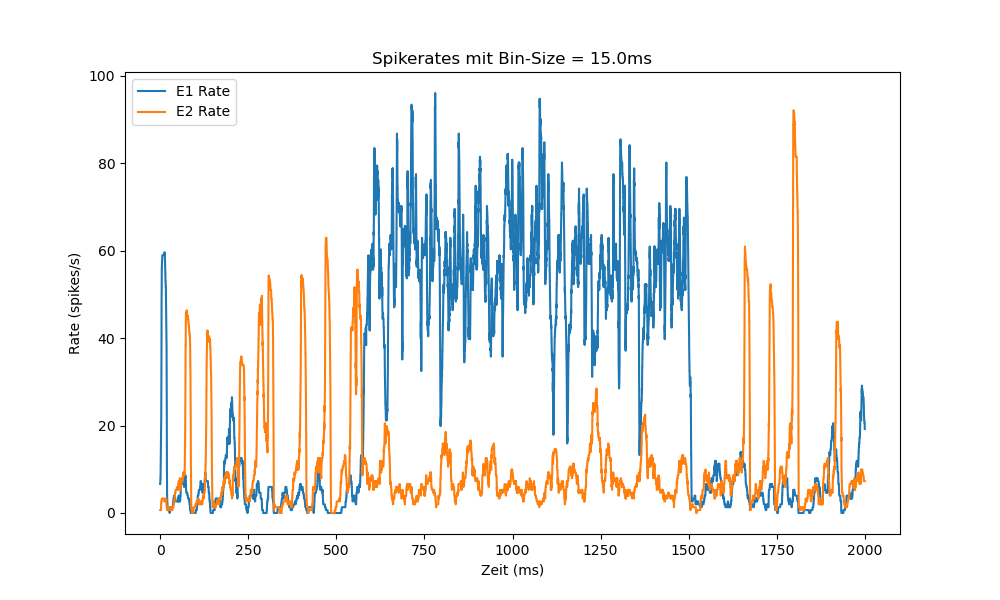 Spikerates mit Bin-Size = 15.0ms
E1 Rate
E2 Rate
Rate (spikes/s)
100
80
60
40
20
0
0 250 500 750 1000 1250 1500 1750 2000
Zeit (ms)